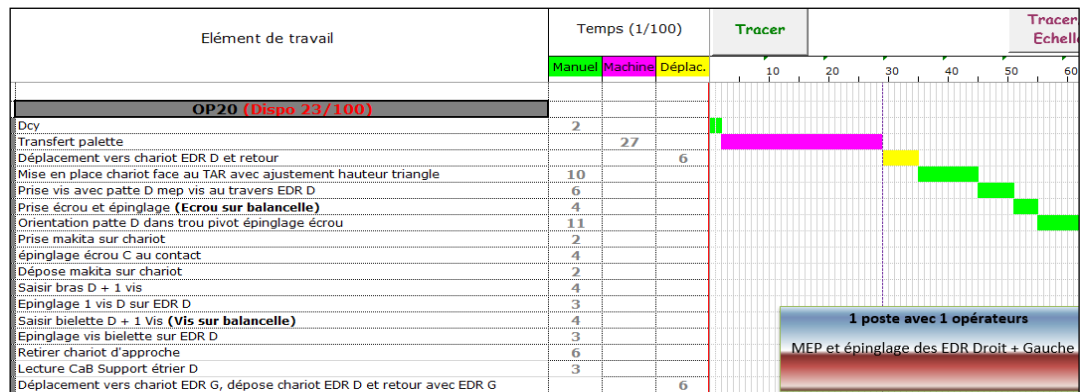 Elément de travail
Temps (1/100)
Tracer
Tracer
Echelle
Manuel Machine Déplac.
10 20 30 40 50 60
OP20 (Dispo 23/100)
Dcy 2
Transfert palette 27
Déplacement vers chariot EDR D et retour 6
Mise en place chariot face au TAR avec ajustement hauteur triangle 10
Prise vis avec patte D mep vis au travers EDR D 6
Prise écrou et épinglage (Ecrou sur balancelle) 4
Orientation patte D dans trou pivot épinglage écrou 11
Prise makita sur chariot 2
épinglage écrou C au contact 4
Dépose makita sur chariot 2
Saisir bras D + 1 vis 4
Epinglage 1 vis D sur EDR D 3
Saisir bielette D + 1 Vis (Vis sur balancelle) 4
Epinglage vis bielette sur EDR D 3
Retirer chariot d'approche 6
Lecture CaB Support étrier D 3
Déplacement vers chariot EDR G, dépose chariot EDR D et retour avec EDR G 6
1 poste avec 1 opérateurs
MEP et épinglage des EDR Droit + Gauche